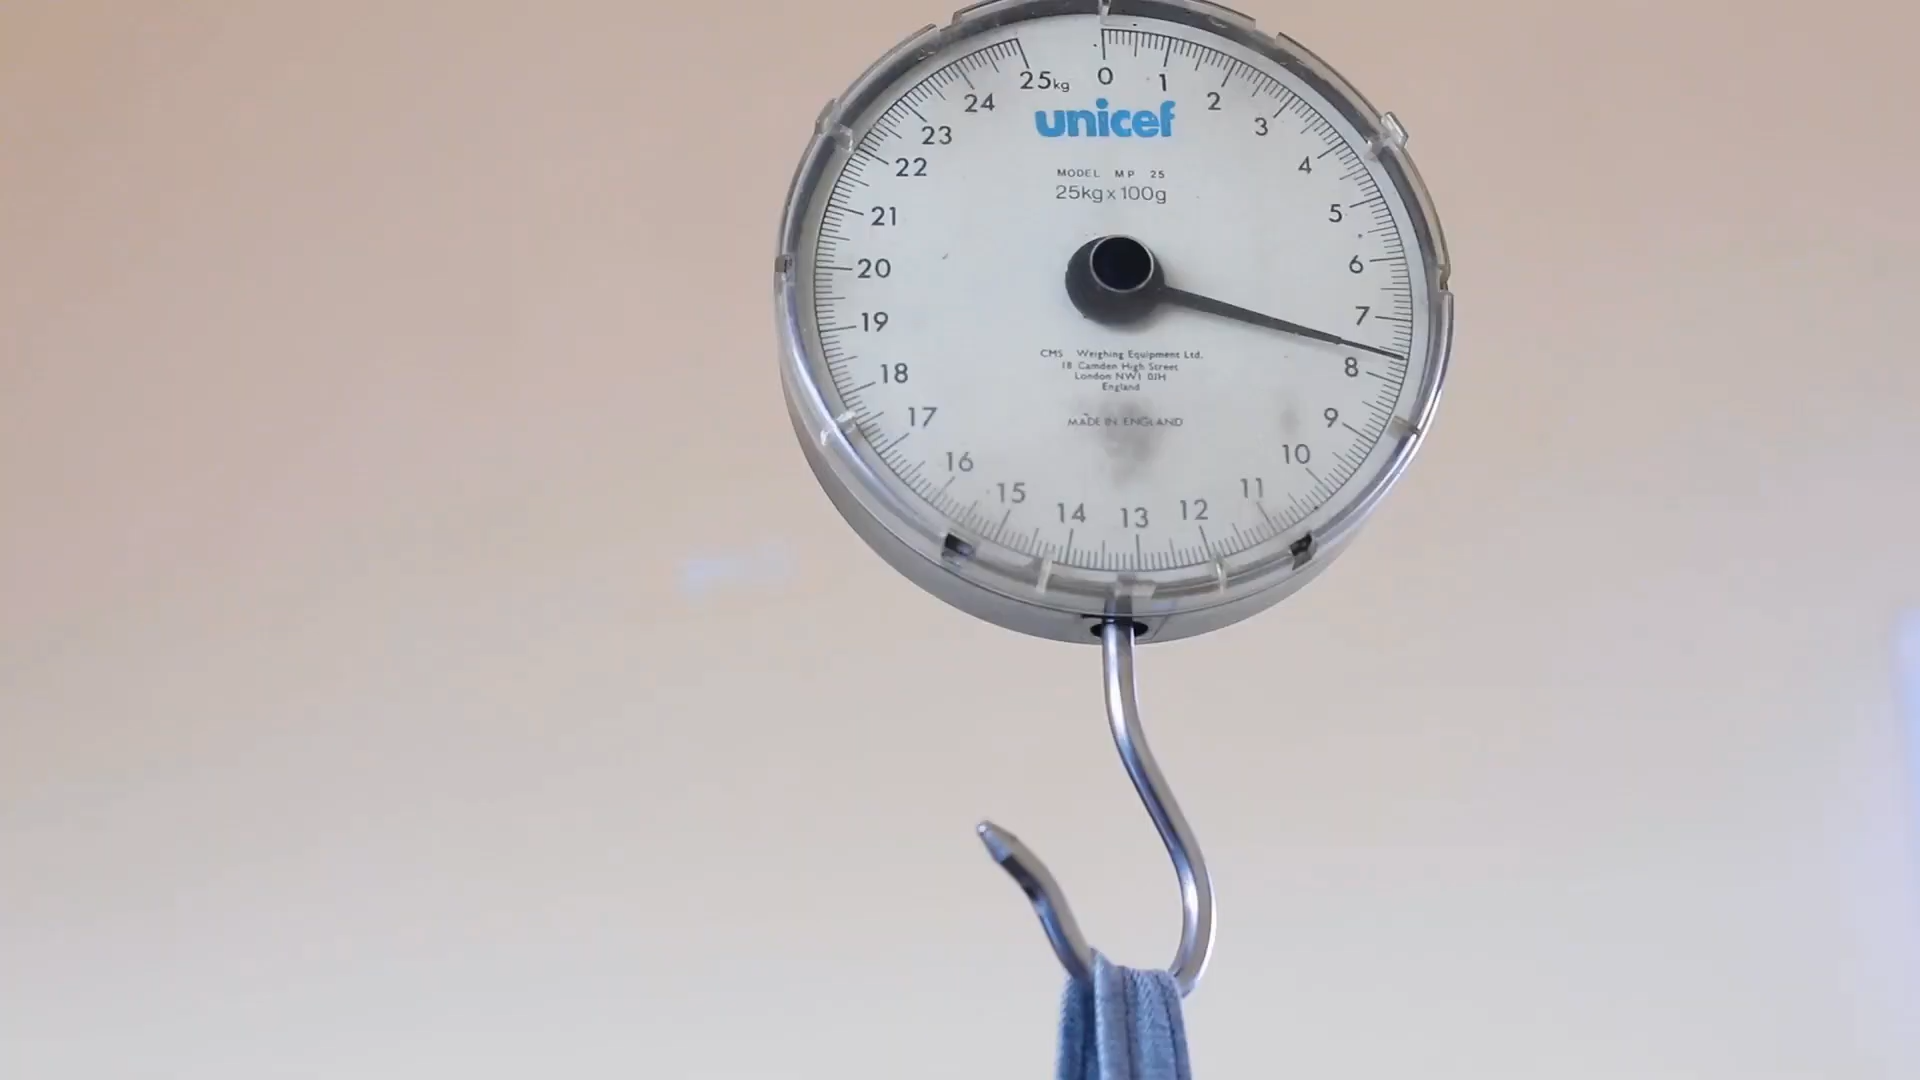 0
1
2
3
4
5
6
7
8
9
10
11
12
13
14
15
16
17
18
19
20
21
22
23
24
25kg
unicef
MODEL MP 25
25kg x 100g
CMS Weighing Equipment Ltd.
18 Camden High Street
London NW1 0JH
England
MADE IN ENGLAND